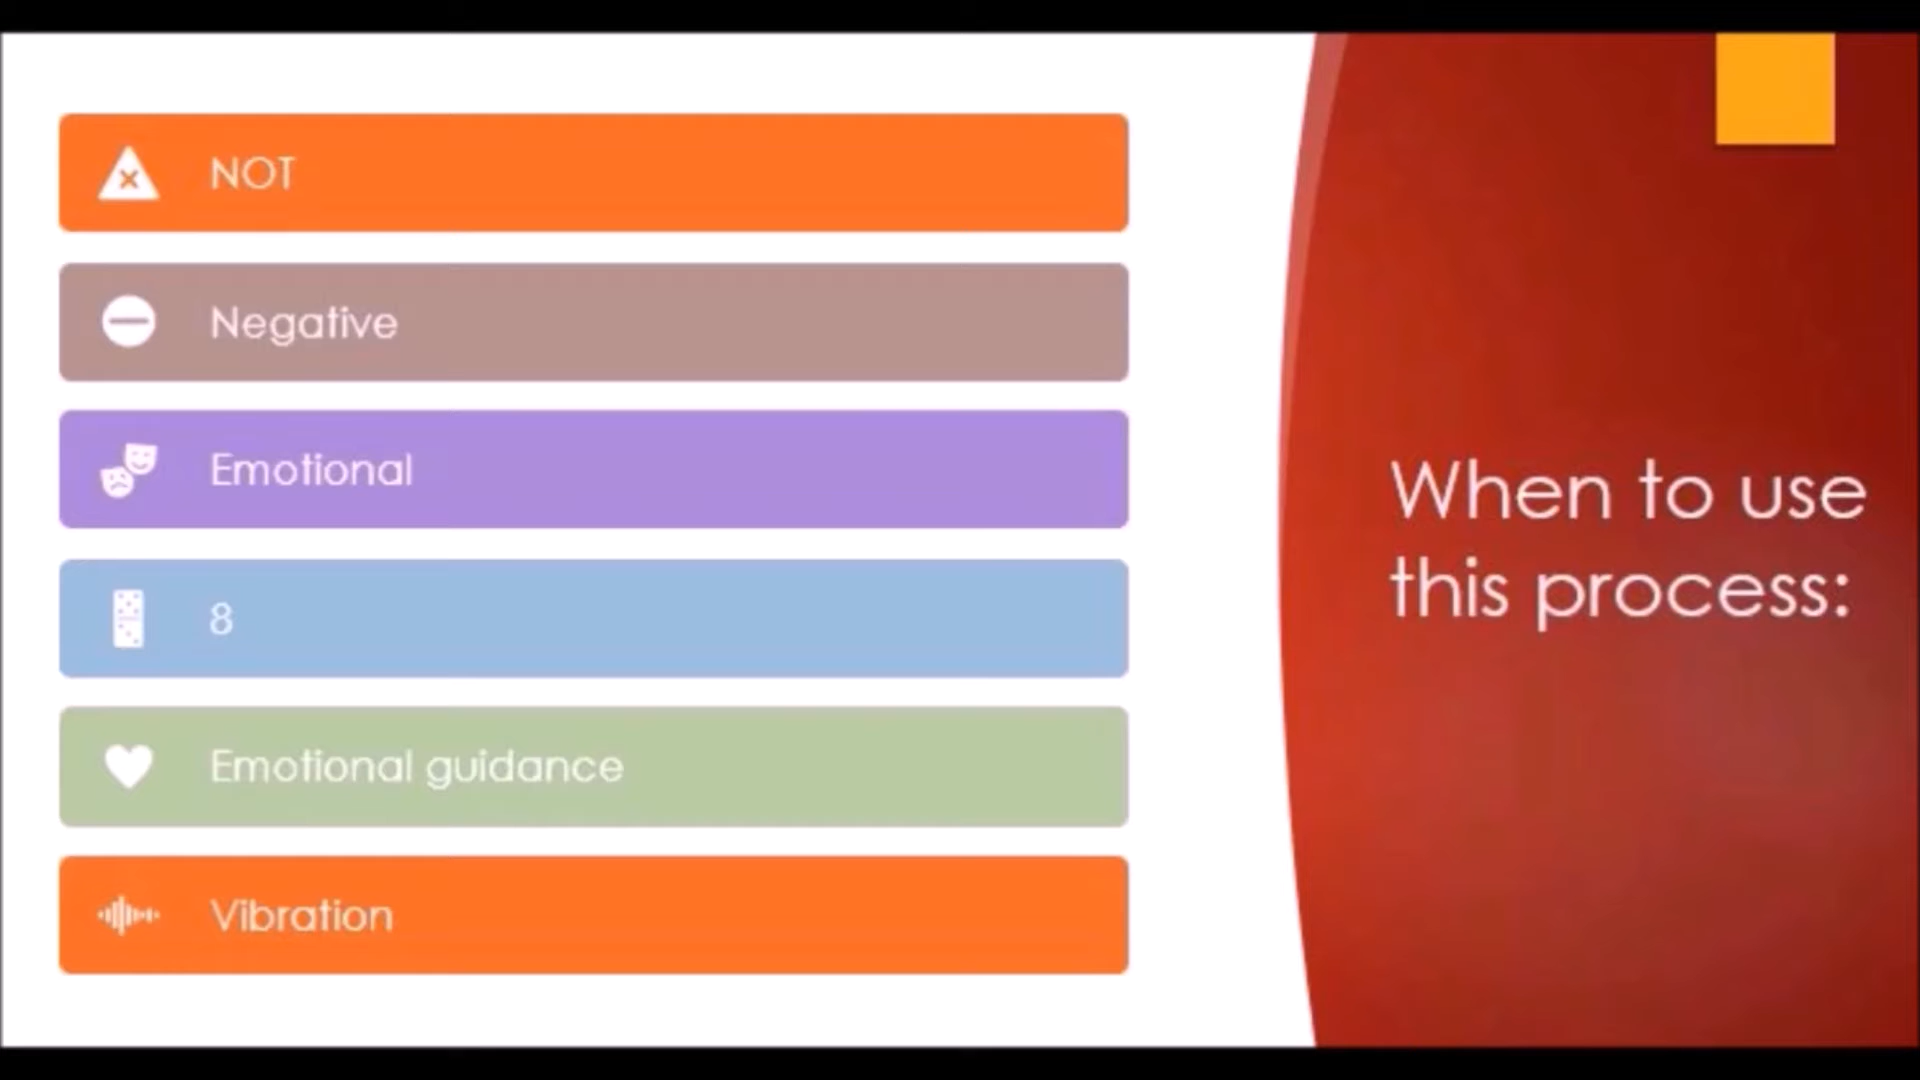 NOT
Negative
Emotional
8
Emotional guidance
Vibration
When to use
this process: